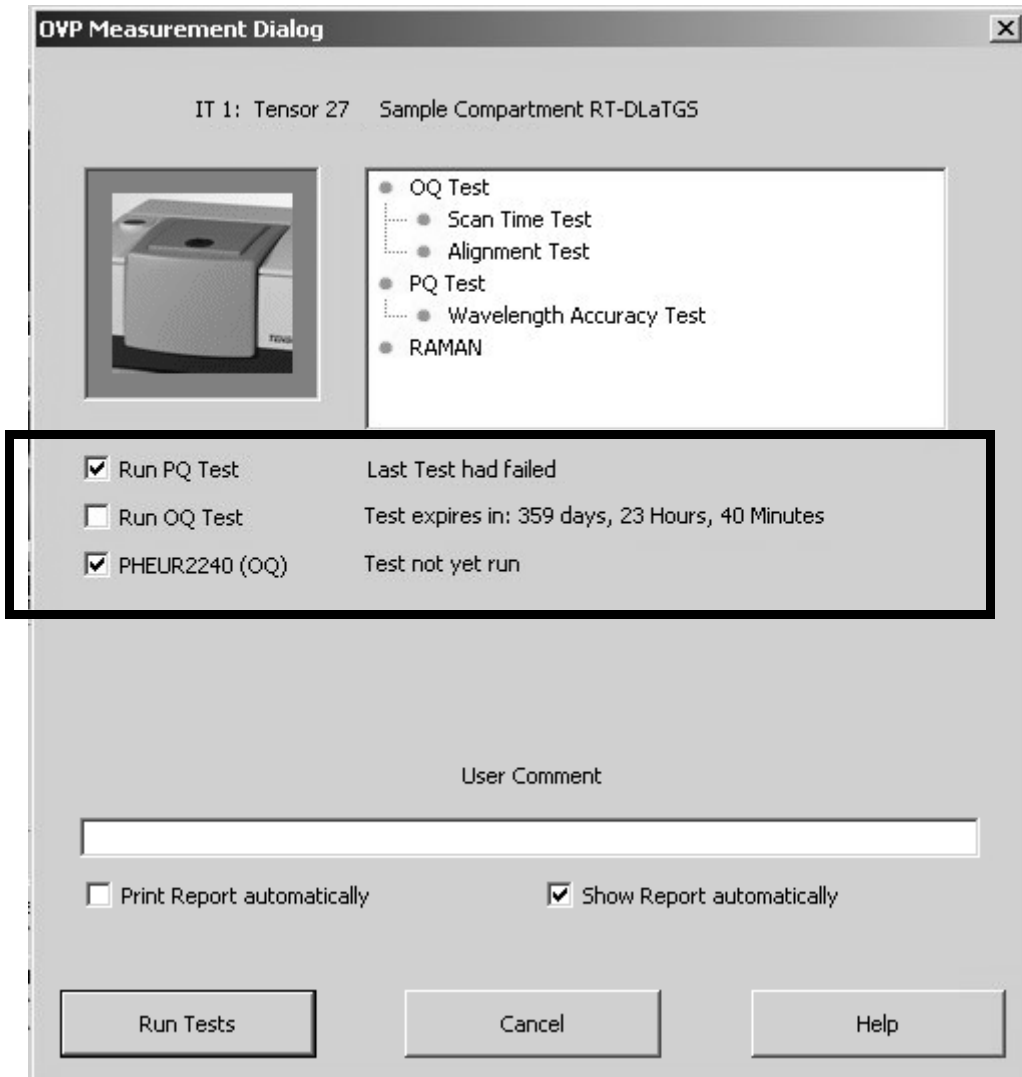 OVP Measurement Dialog
IT 1: Tensor 27 Sample Compartment RT-DLaTGS
OQ Test
Scan Time Test
Alignment Test
PQ Test
Wavelength Accuracy Test
RAMAN
Run PQ Test Last Test had failed
Run OQ Test Test expires in: 359 days, 23 Hours, 40 Minutes
PHEUR2240 (OQ) Test not yet run
User Comment
Print Report automatically Show Report automatically
Run Tests Cancel Help